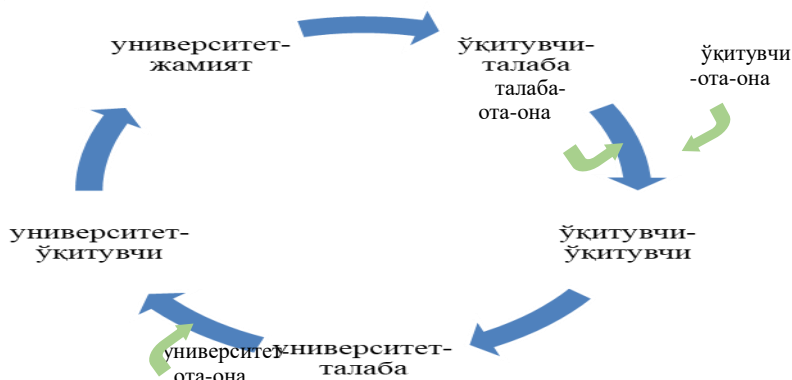 университет-
жамият
ўқитувчи-
талаба
талаба-
ота-она
ўқитувчи
-ота-она
ўқитувчи-
ўқитувчи
университет-
талаба
университет
ота-она
университет-
ўқитувчи